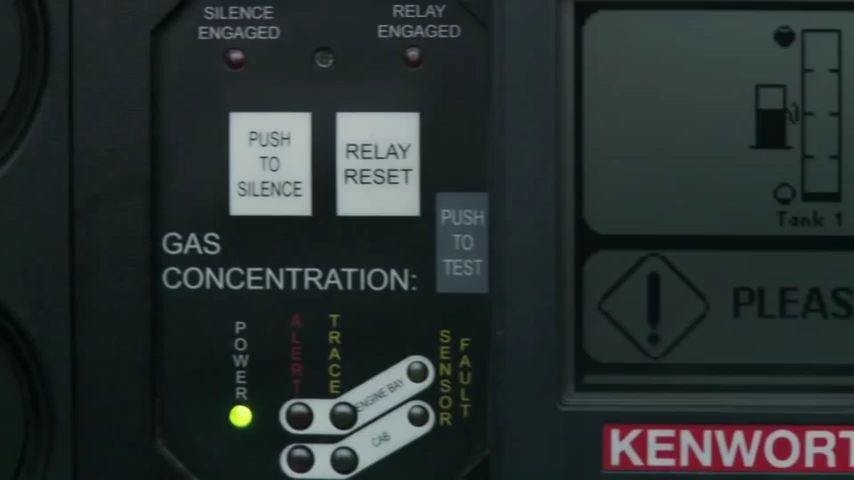 SILENCE
ENGAGED
RELAY
ENGAGED
PUSH
TO
SILENCE
RELAY
RESET
PUSH
TO
TEST
GAS
CONCENTRATION:
POWER
ALERT
TRACE
SENSOR
FAULT
ENGINE BAY
CAB
Tank 1
PLEAS
KENWORT